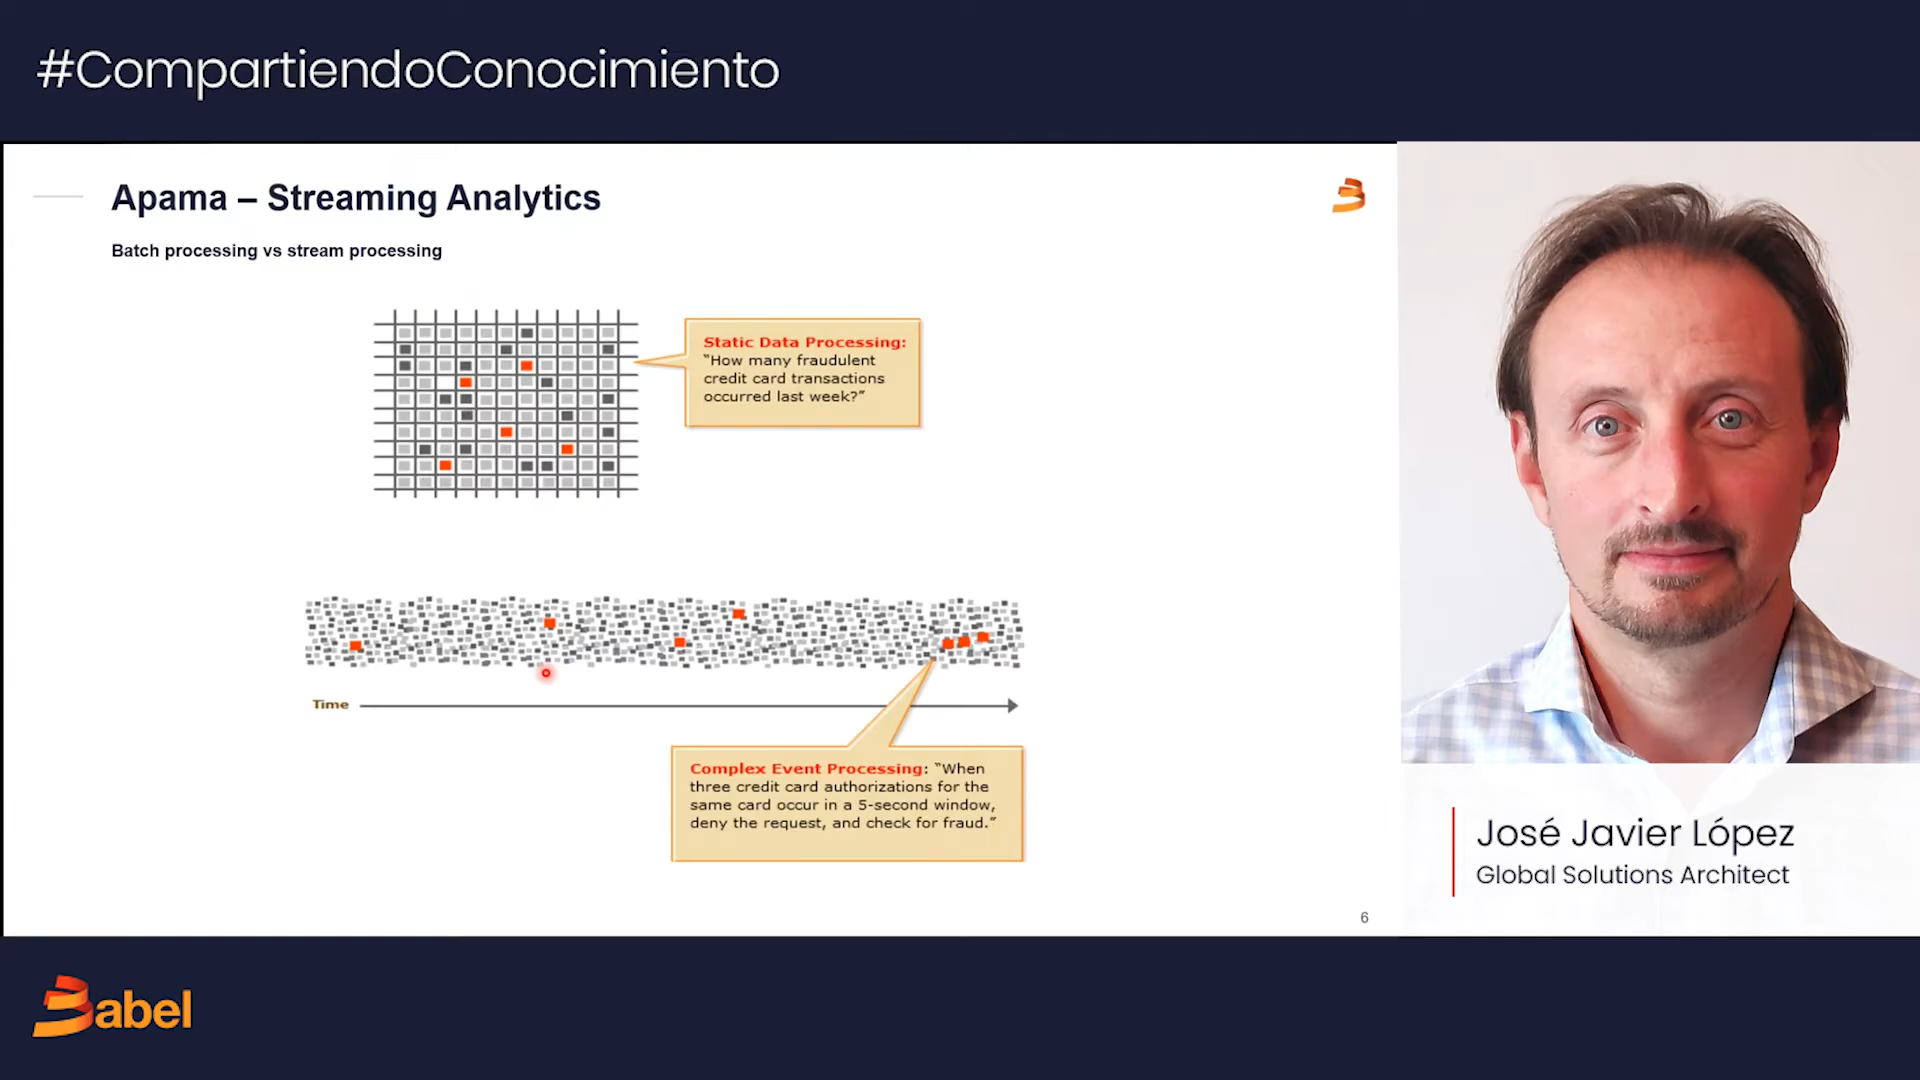 #CompartiendoConocimiento
Apama – Streaming Analytics
Batch processing vs stream processing
Static Data Processing:
“How many fraudulent
credit card transactions
occurred last week?”
Time
Complex Event Processing: “When
three credit card authorizations for the
same card occur in a 5-second window,
deny the request, and check for fraud.”
6
José Javier López
Global Solutions Architect
Babel